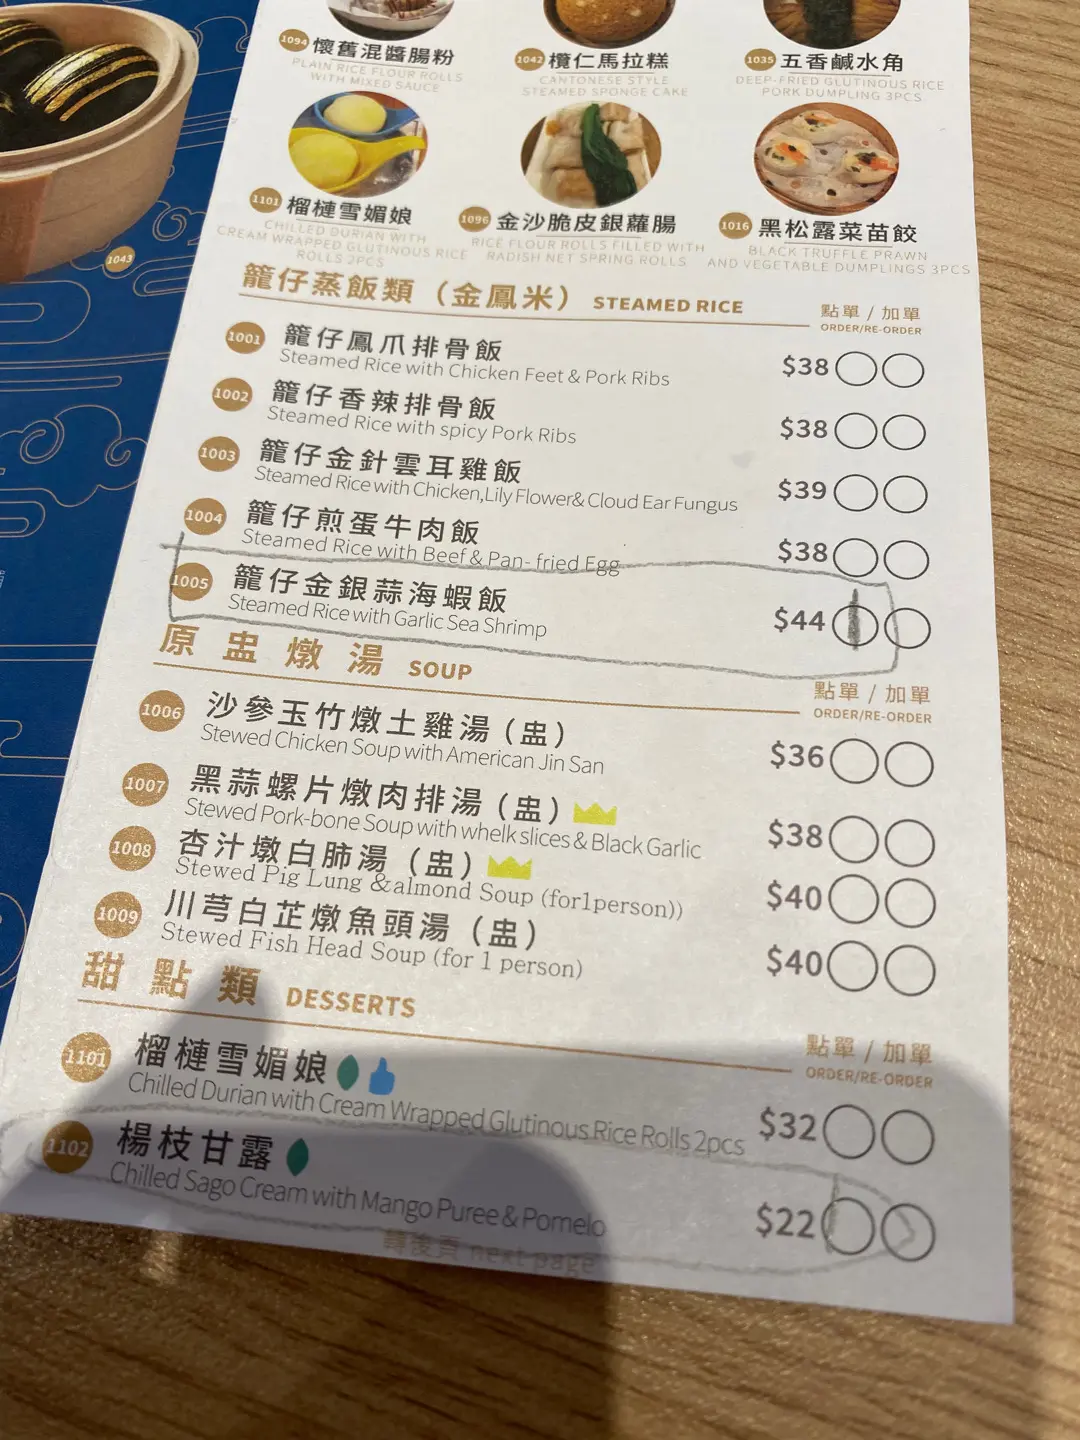 1094 懷舊混醬腸粉
PLAIN RICE FLOUR ROLLS
WITH MIXED SAUCE
1042 欖仁馬拉糕
CANTONESE STYLE
STEAMED SPONGE CAKE
1035 五香鹹水角
DEEP-FRIED GLUTINOUS RICE
PORK DUMPLING 3PCS
1101 榴槤雪媚娘
CHILLED DURIAN WITH
CREAM WRAPPED GLUTINOUS RICE
ROLLS 2PCS
1096 金沙脆皮銀蘿腸
RICE FLOUR ROLLS FILLED WITH
RADISH NET SPRING ROLLS
1016 黑松露菜苗餃
BLACK TRUFFLE PRAWN
AND VEGETABLE DUMPLINGS 3PCS
1043
籠仔蒸飯類（金鳳米） STEAMED RICE
點單 / 加單
ORDER/RE-ORDER
1001 籠仔鳳爪排骨飯
Steamed Rice with Chicken Feet & Pork Ribs
$38
1002 籠仔香辣排骨飯
Steamed Rice with spicy Pork Ribs
$38
1003 籠仔金針雲耳雞飯
Steamed Rice with Chicken,Lily Flower& Cloud Ear Fungus
$39
1004 籠仔煎蛋牛肉飯
Steamed Rice with Beef & Pan- fried Egg
$38
1005 籠仔金銀蒜海蝦飯
Steamed Rice with Garlic Sea Shrimp
$44
原盅燉湯 SOUP
點單 / 加單
ORDER/RE-ORDER
1006 沙參玉竹燉土雞湯（盅）
Stewed Chicken Soup with American Jin San
$36
1007 黑蒜螺片燉肉排湯（盅）
Stewed Pork-bone Soup with whelk slices & Black Garlic
$38
1008 杏汁燉白肺湯（盅）
Stewed Pig Lung &almond Soup (for1person))
$40
1009 川芎白芷燉魚頭湯（盅）
Stewed Fish Head Soup (for 1 person)
$40
甜點類 DESSERTS
點單 / 加單
ORDER/RE-ORDER
1101 榴槤雪媚娘
Chilled Durian with Cream Wrapped Glutinous Rice Rolls 2pcs
$32
1102 楊枝甘露
Chilled Sago Cream with Mango Puree & Pomelo
$22
轉後頁 next page